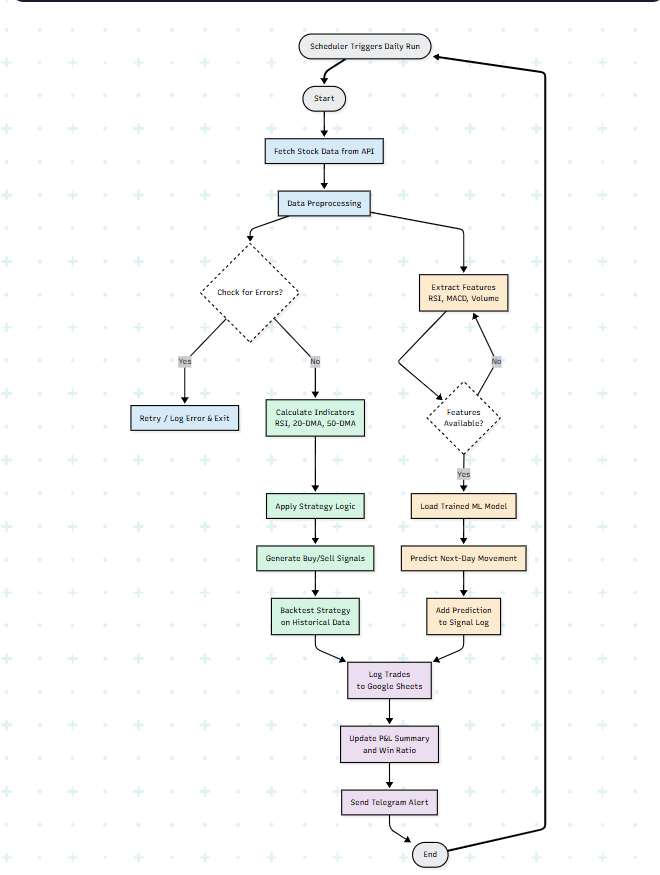 Scheduler Triggers Daily Run
Start
Fetch Stock Data from API
Data Preprocessing
Check for Errors?
Extract Features
RSI, MACD, Volume
Yes
No
No
Retry / Log Error & Exit
Calculate Indicators
RSI, 20-DMA, 50-DMA
Features
Available?
Yes
Apply Strategy Logic
Load Trained ML Model
Generate Buy/Sell Signals
Predict Next-Day Movement
Backtest Strategy
on Historical Data
Add Prediction
to Signal Log
Log Trades
to Google Sheets
Update P&L Summary
and Win Ratio
Send Telegram Alert
End